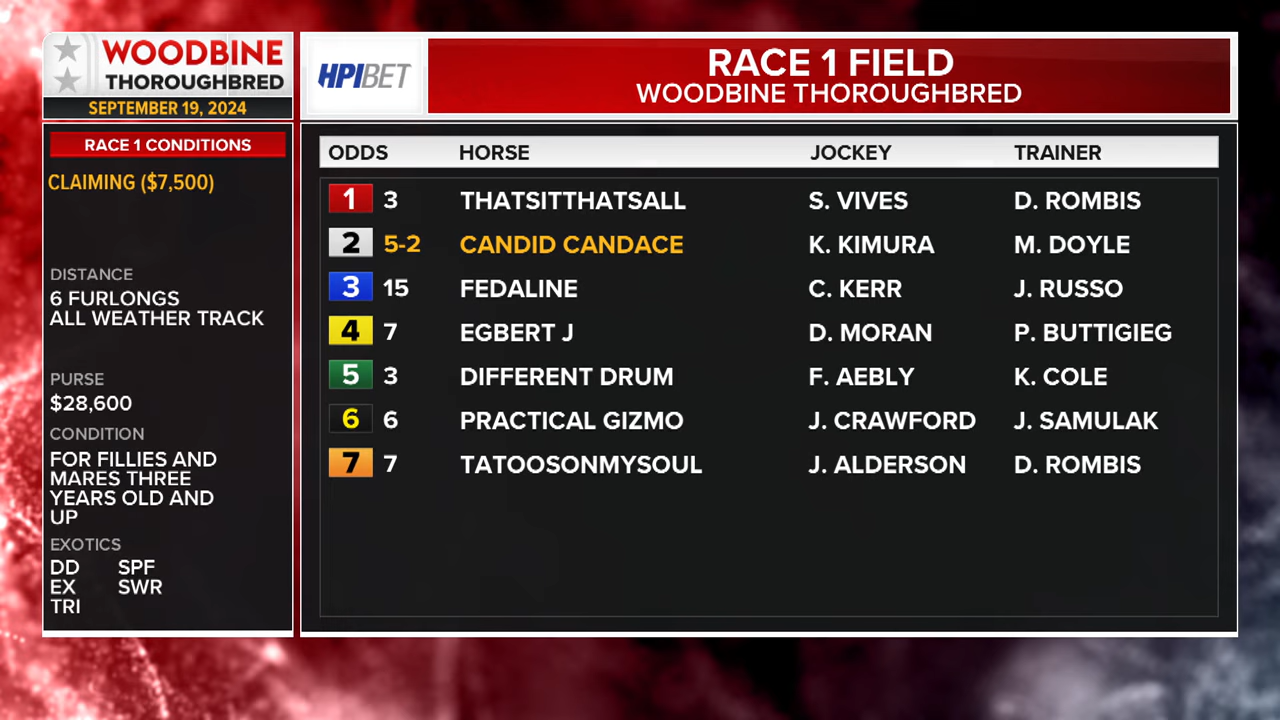 WOODBINE
THOROUGHBRED
SEPTEMBER 19, 2024
RACE 1 CONDITIONS
CLAIMING ($7,500)
DISTANCE
6 FURLONGS
ALL WEATHER TRACK
PURSE
$28,600
CONDITION
FOR FILLIES AND
MARES THREE
YEARS OLD AND
UP
EXOTICS
DD SPF
EX SWR
TRI
HPIBET
RACE 1 FIELD
WOODBINE THOROUGHBRED
ODDS HORSE JOCKEY TRAINER
1 3 THATSITTHATSALL S. VIVES D. ROMBIS
2 5-2 CANDID CANDACE K. KIMURA M. DOYLE
3 15 FEDALINE C. KERR J. RUSSO
4 7 EGBERT J D. MORAN P. BUTTIGIEG
5 3 DIFFERENT DRUM F. AEBLY K. COLE
6 6 PRACTICAL GIZMO J. CRAWFORD J. SAMULAK
7 7 TATOOSONMYSOUL J. ALDERSON D. ROMBIS